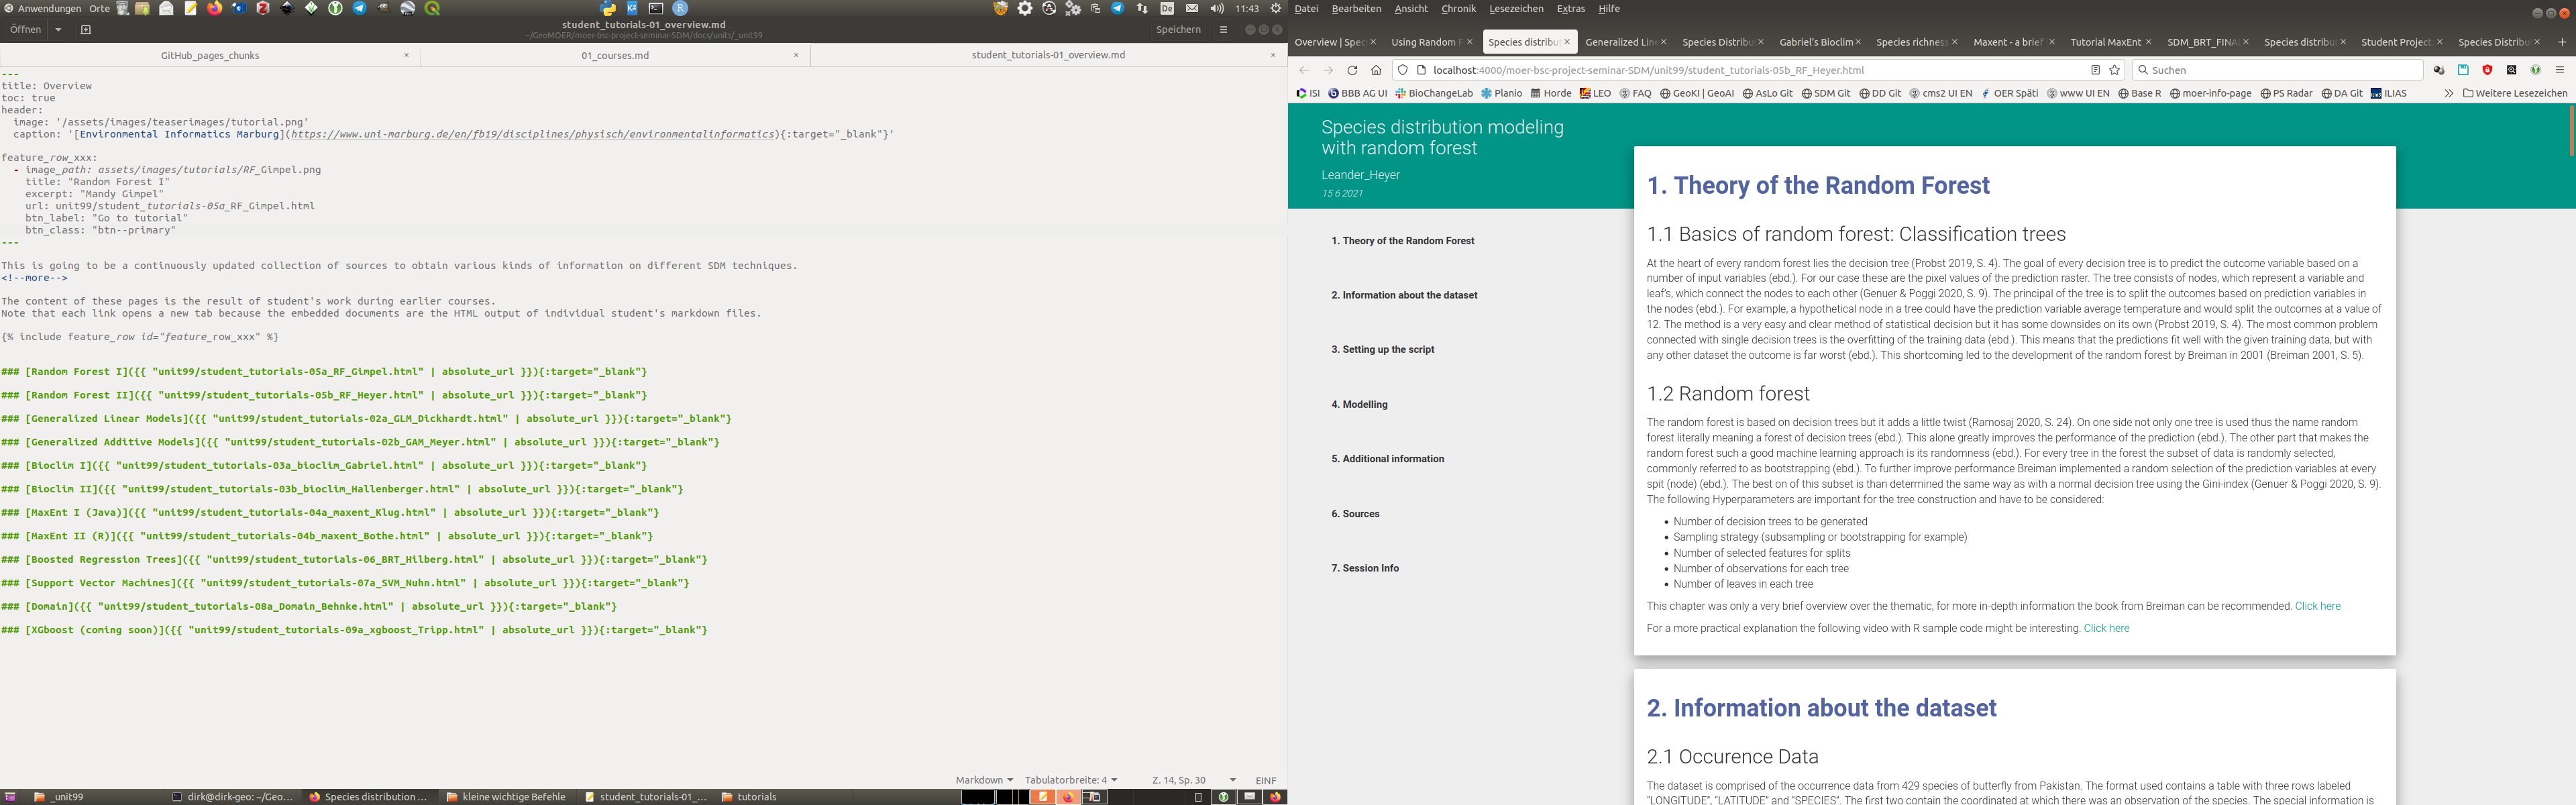 Anwendungen Orte
De 11:43
student_tutorials-01_overview.md
~/GeoMOER/moer-bsc-project-seminar-SDM/docs/units/_unit99
Öffnen
Speichern
GitHub_pages_chunks × 01_courses.md × student_tutorials-01_overview.md ×
---
title: Overview
toc: true
header:
  image: '/assets/images/teaserimages/tutorial.png'
  caption: '[Environmental Informatics Marburg](https://www.uni-marburg.de/en/fb19/disciplines/physisch/environmentalinformatics){:target="_blank"}'
feature_row_xxx:
  - image_path: assets/images/tutorials/RF_Gimpel.png
    title: "Random Forest I"
    excerpt: "Mandy Gimpel"
    url: unit99/student_tutorials-05a_RF_Gimpel.html
    btn_label: "Go to tutorial"
    btn_class: "btn--primary"
---
This is going to be a continuously updated collection of sources to obtain various kinds of information on different SDM techniques.
<!--more-->
The content of these pages is the result of student's work during earlier courses.
Note that each link opens a new tab because the embedded documents are the HTML output of individual student's markdown files.
{% include feature_row id="feature_row_xxx" %}
### [Random Forest I]({{ "unit99/student_tutorials-05a_RF_Gimpel.html" | absolute_url }}){:target="_blank"}
### [Random Forest II]({{ "unit99/student_tutorials-05b_RF_Heyer.html" | absolute_url }}){:target="_blank"}
### [Generalized Linear Models]({{ "unit99/student_tutorials-02a_GLM_Dickhardt.html" | absolute_url }}){:target="_blank"}
### [Generalized Additive Models]({{ "unit99/student_tutorials-02b_GAM_Meyer.html" | absolute_url }}){:target="_blank"}
### [Bioclim I]({{ "unit99/student_tutorials-03a_bioclim_Gabriel.html" | absolute_url }}){:target="_blank"}
### [Bioclim II]({{ "unit99/student_tutorials-03b_bioclim_Hallenberger.html" | absolute_url }}){:target="_blank"}
### [MaxEnt I (Java)]({{ "unit99/student_tutorials-04a_maxent_Klug.html" | absolute_url }}){:target="_blank"}
### [MaxEnt II (R)]({{ "unit99/student_tutorials-04b_maxent_Bothe.html" | absolute_url }}){:target="_blank"}
### [Boosted Regression Trees]({{ "unit99/student_tutorials-06_BRT_Hilberg.html" | absolute_url }}){:target="_blank"}
### [Support Vector Machines]({{ "unit99/student_tutorials-07a_SVM_Nuhn.html" | absolute_url }}){:target="_blank"}
### [Domain]({{ "unit99/student_tutorials-08a_Domain_Behnke.html" | absolute_url }}){:target="_blank"}
### [XGboost (coming soon)]({{ "unit99/student_tutorials-09a_xgboost_Tripp.html" | absolute_url }}){:target="_blank"}
Markdown Tabulatorbreite: 4 Z. 14, Sp. 30 EINF
_unit99 dirk@dirk-geo: ~/Geo... Species distribution ... kleine wichtige Befehle student_tutorials-01_... tutorials
Datei Bearbeiten Ansicht Chronik Lesezeichen Extras Hilfe
Overview | Spec Using Random F Species distribut Generalized Line Species Distribu Gabriel's Bioclim Species richness Maxent - a brief Tutorial MaxEnt SDM_BRT_FINAL Species distribut Student Project: Species Distribut
localhost:4000/moer-bsc-project-seminar-SDM/unit99/student_tutorials-05b_RF_Heyer.html
Suchen
ISI BBB AG UI BioChangeLab Planio Horde LEO FAQ GeoKI | GeoAI AsLo Git SDM Git DD Git cms2 UI EN OER Späti www UI EN Base R moer-info-page PS Radar DA Git ILIAS Weitere Lesezeichen
Species distribution modeling
with random forest
Leander_Heyer
15 6 2021
1. Theory of the Random Forest
2. Information about the dataset
3. Setting up the script
4. Modelling
5. Additional information
6. Sources
7. Session Info
1. Theory of the Random Forest
1.1 Basics of random forest: Classification trees
At the heart of every random forest lies the decision tree (Probst 2019, S. 4). The goal of every decision tree is to predict the outcome variable based on a
number of input variables (ebd.). For our case these are the pixel values of the prediction raster. The tree consists of nodes, which represent a variable and
leaf's, which connect the nodes to each other (Genuer & Poggi 2020, S. 9). The principal of the tree is to split the outcomes based on prediction variables in
the nodes (ebd.). For example, a hypothetical node in a tree could have the prediction variable average temperature and would split the outcomes at a value of
12. The method is a very easy and clear method of statistical decision but it has some downsides on its own (Probst 2019, S. 4). The most common problem
connected with single decision trees is the overfitting of the training data (ebd.). This means that the predictions fit well with the given training data, but with
any other dataset the outcome is far worst (ebd.). This shortcoming led to the development of the random forest by Breiman in 2001 (Breiman 2001, S. 5).
1.2 Random forest
The random forest is based on decision trees but it adds a little twist (Ramosaj 2020, S. 24). On one side not only one tree is used thus the name random
forest literally meaning a forest of decision trees (ebd.). This alone greatly improves the performance of the prediction (ebd.). The other part that makes the
random forest such a good machine learning approach is its randomness (ebd.). For every tree in the forest the subset of data is randomly selected,
commonly referred to as bootstrapping (ebd.). To further improve performance Breiman implemented a random selection of the prediction variables at every
spit (node) (ebd.). The best on of this subset is than determined the same way as with a normal decision tree using the Gini-index (Genuer & Poggi 2020, S. 9).
The following Hyperparameters are important for the tree construction and have to be considered:
• Number of decision trees to be generated
• Sampling strategy (subsampling or bootstrapping for example)
• Number of selected features for splits
• Number of observations for each tree
• Number of leaves in each tree
This chapter was only a very brief overview over the thematic, for more in-depth information the book from Breiman can be recommended. Click here
For a more practical explanation the following video with R sample code might be interesting. Click here
2. Information about the dataset
2.1 Occurence Data
The dataset is comprised of the occurrence data from 429 species of butterfly from Pakistan. The format used contains a table with three rows labeled
"LONGITUDE", "LATITUDE" and "SPECIES". The first two contain the coordinated at which there was an observation of the species. The special information is